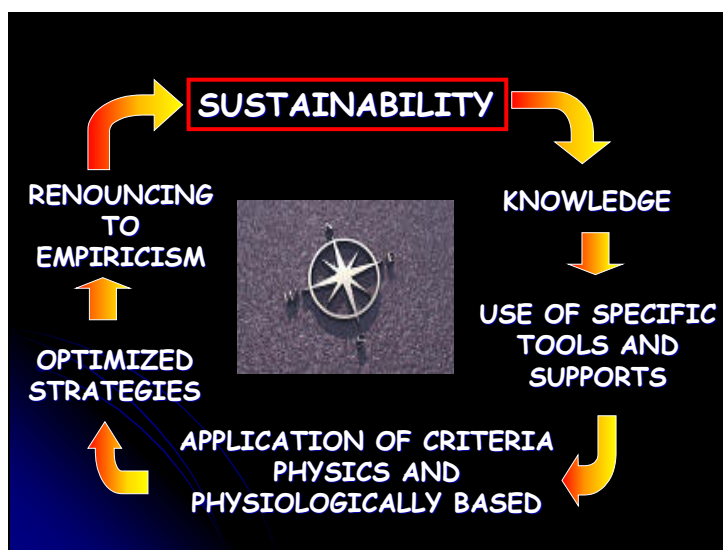 SUSTAINABILITY
KNOWLEDGE
USE OF SPECIFIC
TOOLS AND
SUPPORTS
APPLICATION OF CRITERIA
PHYSICS AND
PHYSIOLOGICALLY BASED
OPTIMIZED
STRATEGIES
RENOUNCING
TO
EMPIRICISM
W